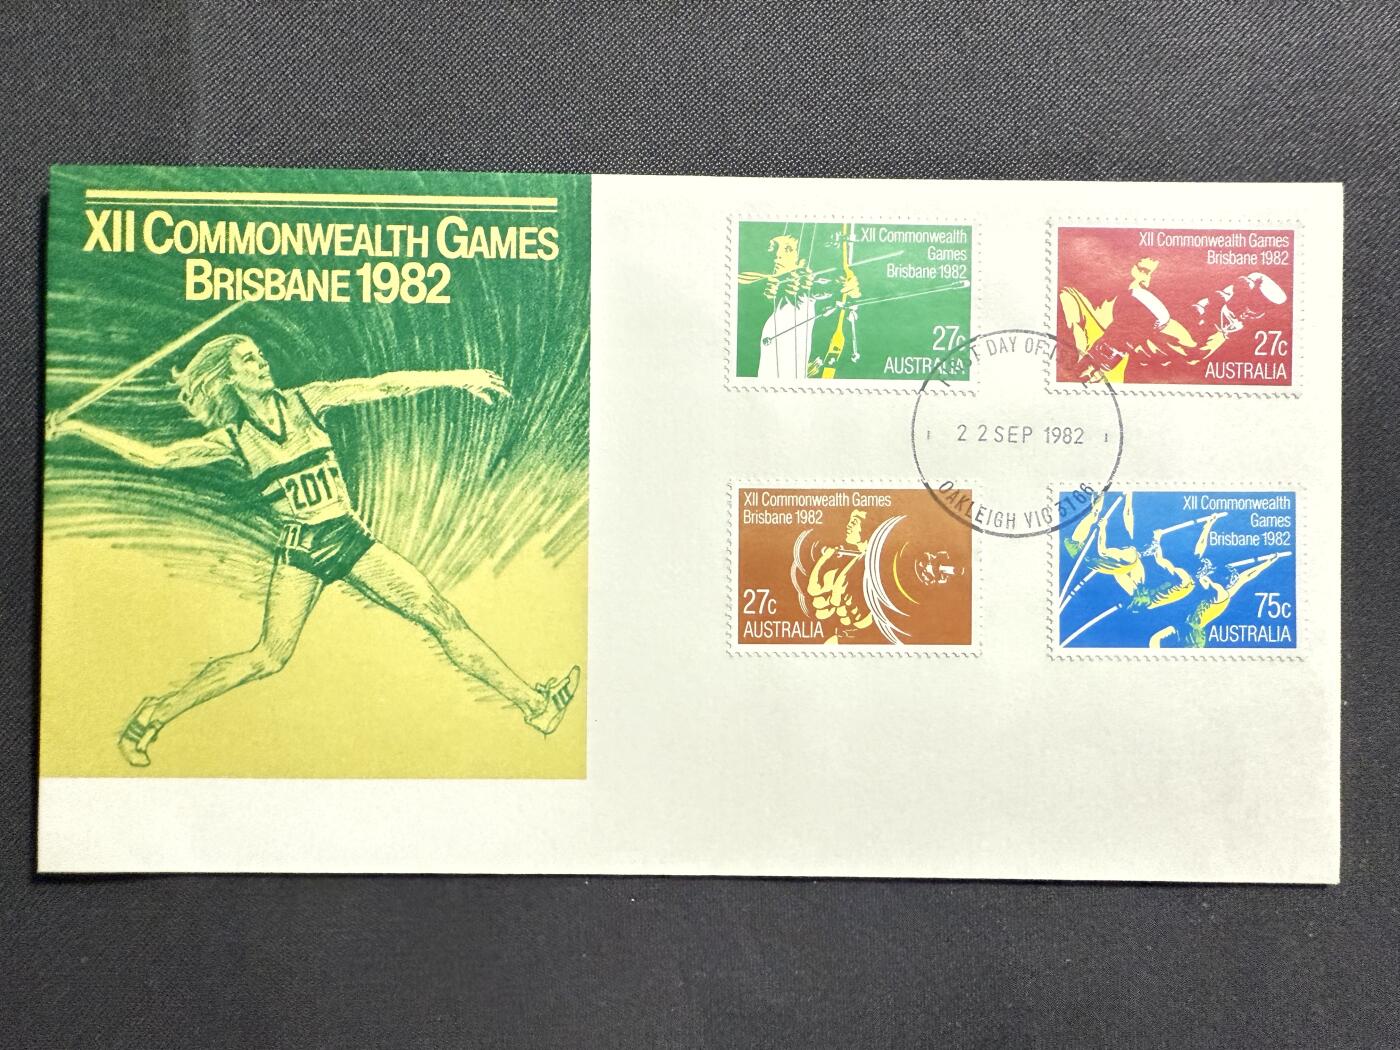 XII COMMONWEALTH GAMES
BRISBANE 1982
201
XII Commonwealth
Games
Brisbane 1982
27c
AUSTRALIA
XII Commonwealth Games
Brisbane 1982
27c
AUSTRALIA
DAY OF
22 SEP 1982
OAKLEIGH VIC 3166
XII Commonwealth Games
Brisbane 1982
27c
AUSTRALIA
XII Commonwealth
Games
Brisbane 1982
75c
AUSTRALIA